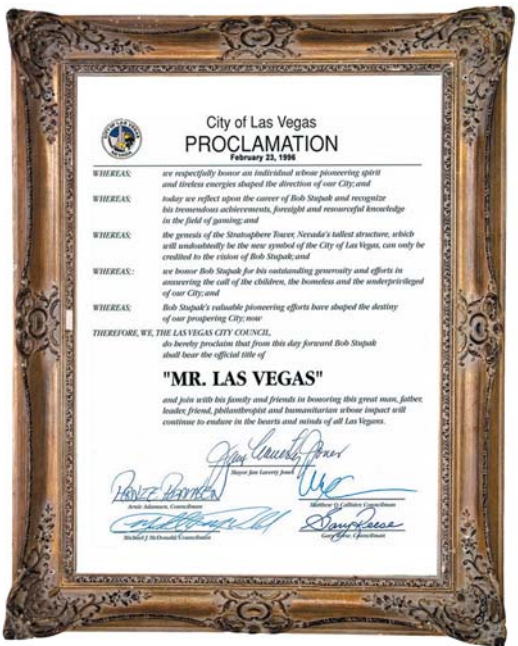 City of Las Vegas
PROCLAMATION
February 23, 1996
WHEREAS; we respectfully honor an individual whose pioneering spirit
and tireless energies shaped the direction of our City; and
WHEREAS; today we reflect upon the career of Bob Stupak and recognize
his tremendous achievements, foresight and resourceful knowledge
in the field of gaming; and
WHEREAS; the genesis of the Stratosphere Tower, Nevada's tallest structure, which
will undoubtedly be the new symbol of the City of Las Vegas, can only be
credited to the vision of Bob Stupak; and
WHEREAS; : we honor Bob Stupak for his outstanding generosity and efforts in
answering the call of the children, the homeless and the underprivileged
of our City; and
WHEREAS; Bob Stupak's valuable pioneering efforts have shaped the destiny
of our prospering City; now
THEREFORE, WE, THE LAS VEGAS CITY COUNCIL,
do hereby proclaim that from this day forward Bob Stupak
shall bear the official title of
"MR. LAS VEGAS"
and join with his family and friends in honoring this great man, father,
leader, friend, philanthropist and humanitarian whose impact will
continue to endure in the hearts and minds of all Las Vegans.
Jan Laverty Jones
Mayor Jan Laverty Jones
Arnie Adamsen, Councilman
Matthew Q Callister Councilman
Gary Reese
Michael J McDonald Councilman
Gary Reese, Councilman